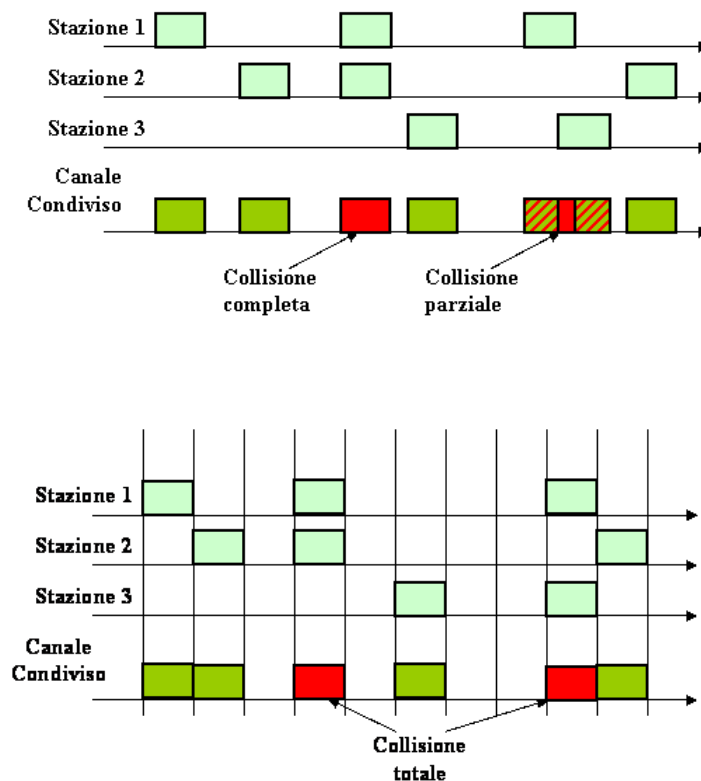 Stazione 1
Stazione 2
Stazione 3
Canale
Condiviso
Collisione
completa
Collisione
parziale
Stazione 1
Stazione 2
Stazione 3
Canale
Condiviso
Collisione
totale